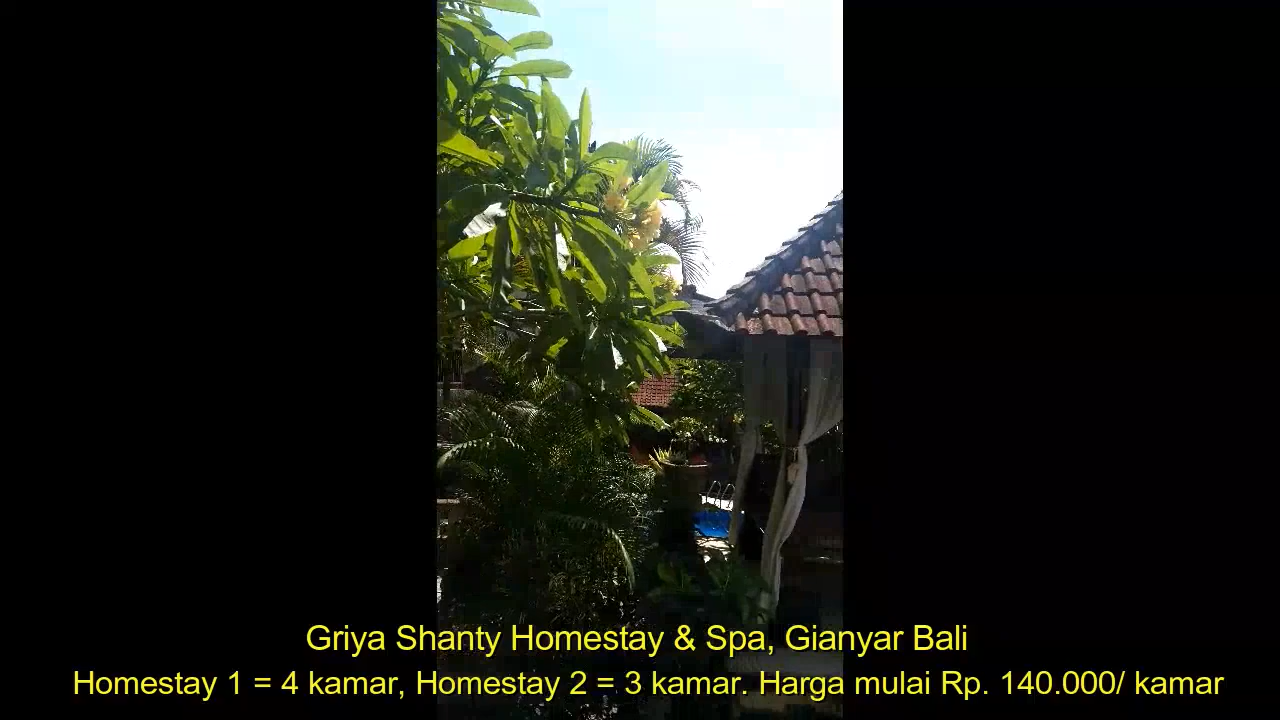 Griya Shanty Homestay & Spa, Gianyar Bali
Homestay 1 = 4 kamar, Homestay 2 = 3 kamar. Harga mulai Rp. 140.000/ kamar